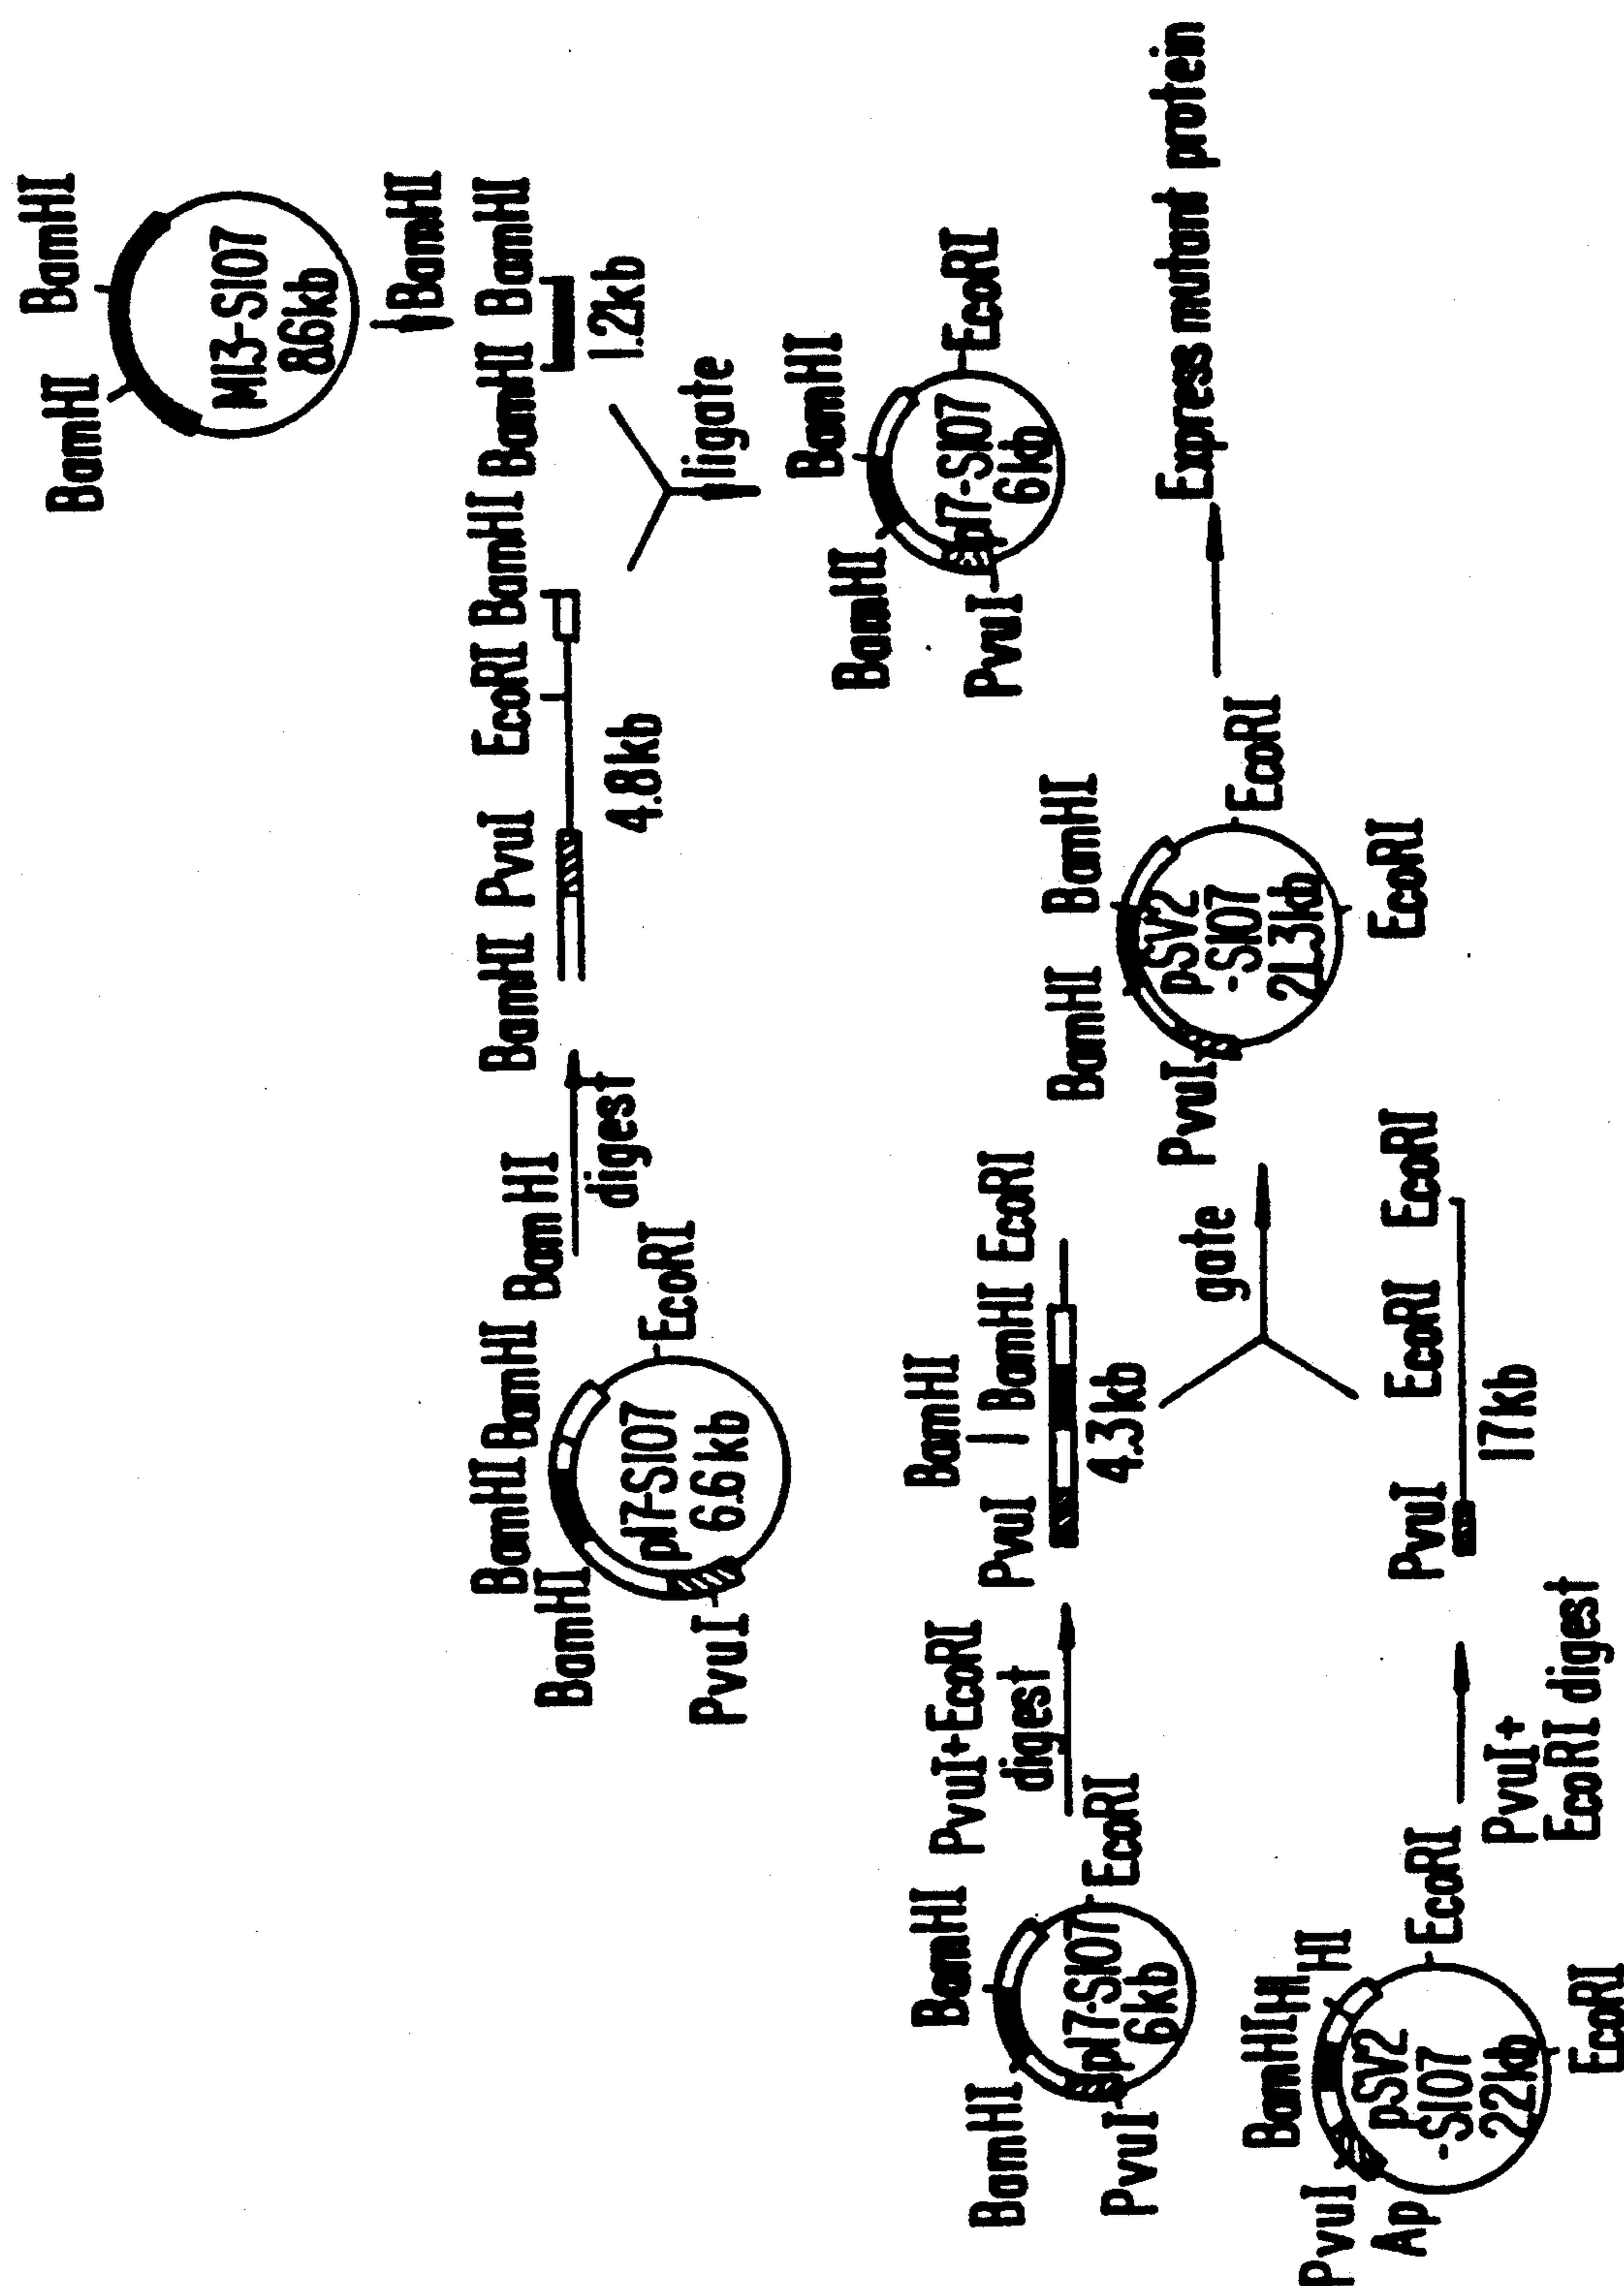 BamHI BamHI
M13-S107
8.6kb
BamHI
BamHI BamHI BamHI BamHI
BamHI
digest
BamHI PvuI EcoRI BamHI BamHI BamHI
p17-S107
6.6kb
PvuI
EcoRI
4.8kb
1.2kb
ligate
BamHI BamHI
p17-S107
6kb
PvuI
EcoRI
BamHI BamHI
p17-S107
6kb
PvuI
EcoRI
PvuI+EcoRI
digest
BamHI
PvuI BamHI EcoRI
4.3kb
gate
BamHI BamHI
PvuI
pSV2
-S107
21.3kb
EcoRI
EcoRI
Express mutant protein
BamHI HI
PvuI
Ap
pSV2
-S107
22kb
EcoRI
EcoRI
PvuI+
EcoRI digest
PvuI EcoRI EcoRI
17kb